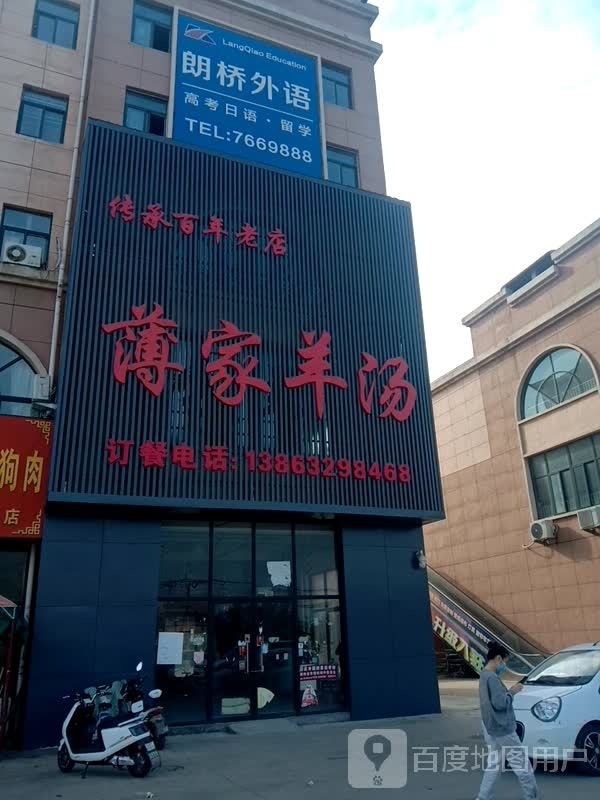 LangQiao Education
朗桥外语
高考日语·留学
TEL:7669888
传承百年老店
薄家羊汤
订餐电话:13863298468
狗肉
店
百度地图用户